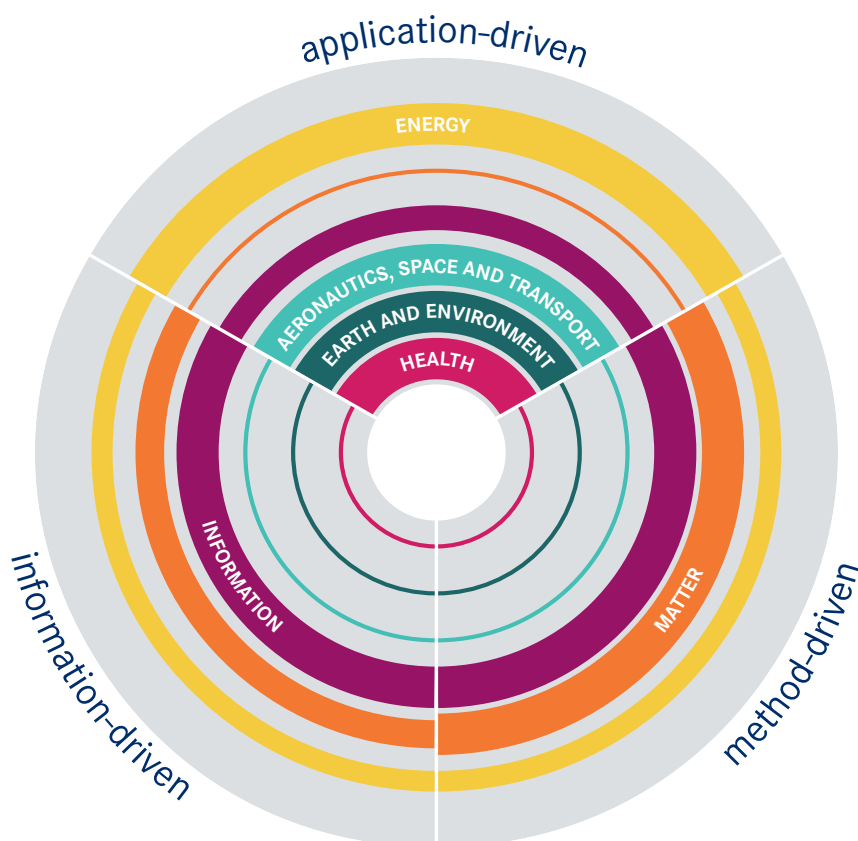 application-driven
ENERGY
AERONAUTICS, SPACE AND TRANSPORT
EARTH AND ENVIRONMENT
HEALTH
INFORMATION
MATTER
information-driven
method-driven